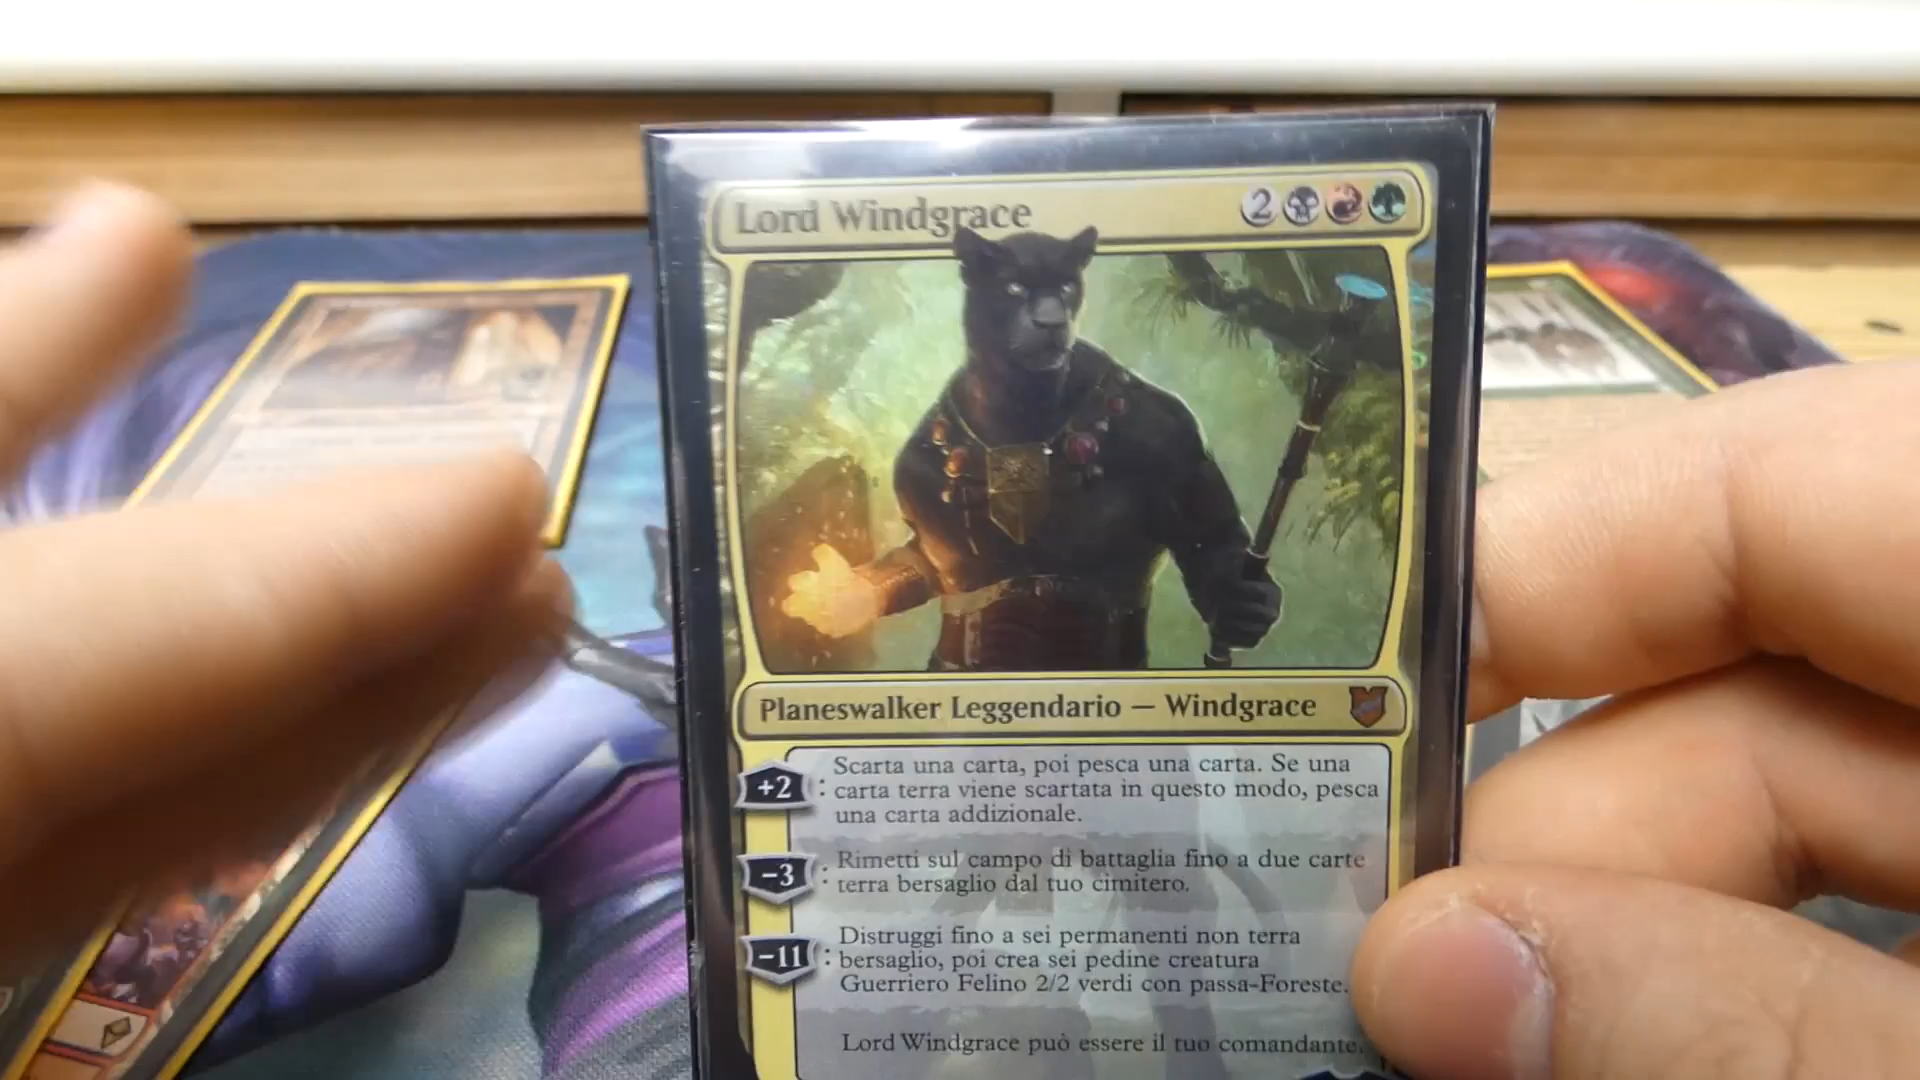 Lord Windgrace 2
Planeswalker Leggendario — Windgrace
+2: Scarta una carta, poi pesca una carta. Se una
carta terra viene scartata in questo modo, pesca
una carta addizionale.
−3: Rimetti sul campo di battaglia fino a due carte
terra bersaglio dal tuo cimitero.
−11: Distruggi fino a sei permanenti non terra
bersaglio, poi crea sei pedine creatura
Guerriero Felino 2/2 verdi con passa-Foreste.
Lord Windgrace può essere il tuo comandante.